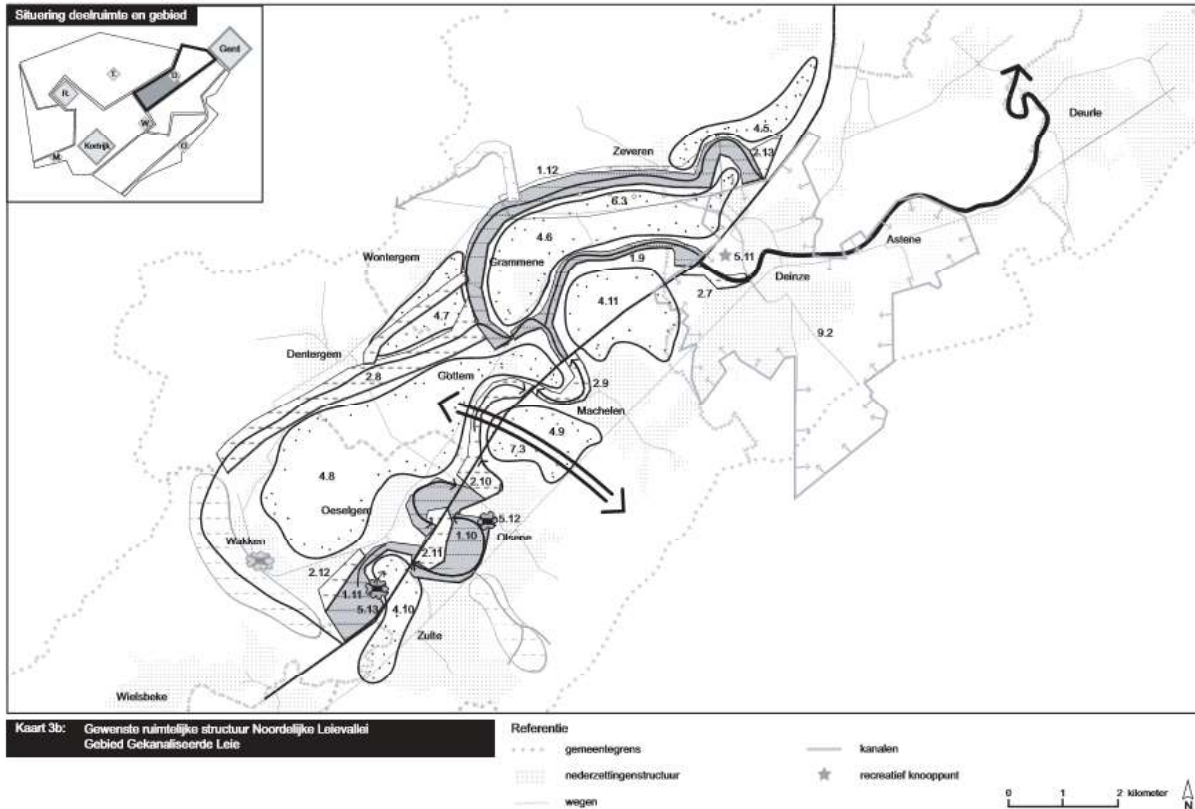 Situering deelruimte en gebied
Gent
T.
D.
R.
W.
Kortrijk
O.
M.
4.5.
Deurle
Zeveren
2.13
1.12
6.3
4.6
Astene
Wontergem
Grammene
1.9
5.11
Deinze
4.11
2.7
4.7
9.2
Dentergem
2.8
Gottem
2.9
Machelen
4.9
7.3
4.8
2.10
Oeselgem
5.12
1.10
Olsene
Wakken
2.11
2.12
1.11
5.13
4.10
Zulte
Wielsbeke
Kaart 3b: Gewenste ruimtelijke structuur Noordelijke Leievallei
Gebied Gekanaliseerde Leie
Referentie
gemeentegrens
kanalen
nederzettingenstructuur
recreatief knooppunt
wegen
0 1 2 kilometer
N